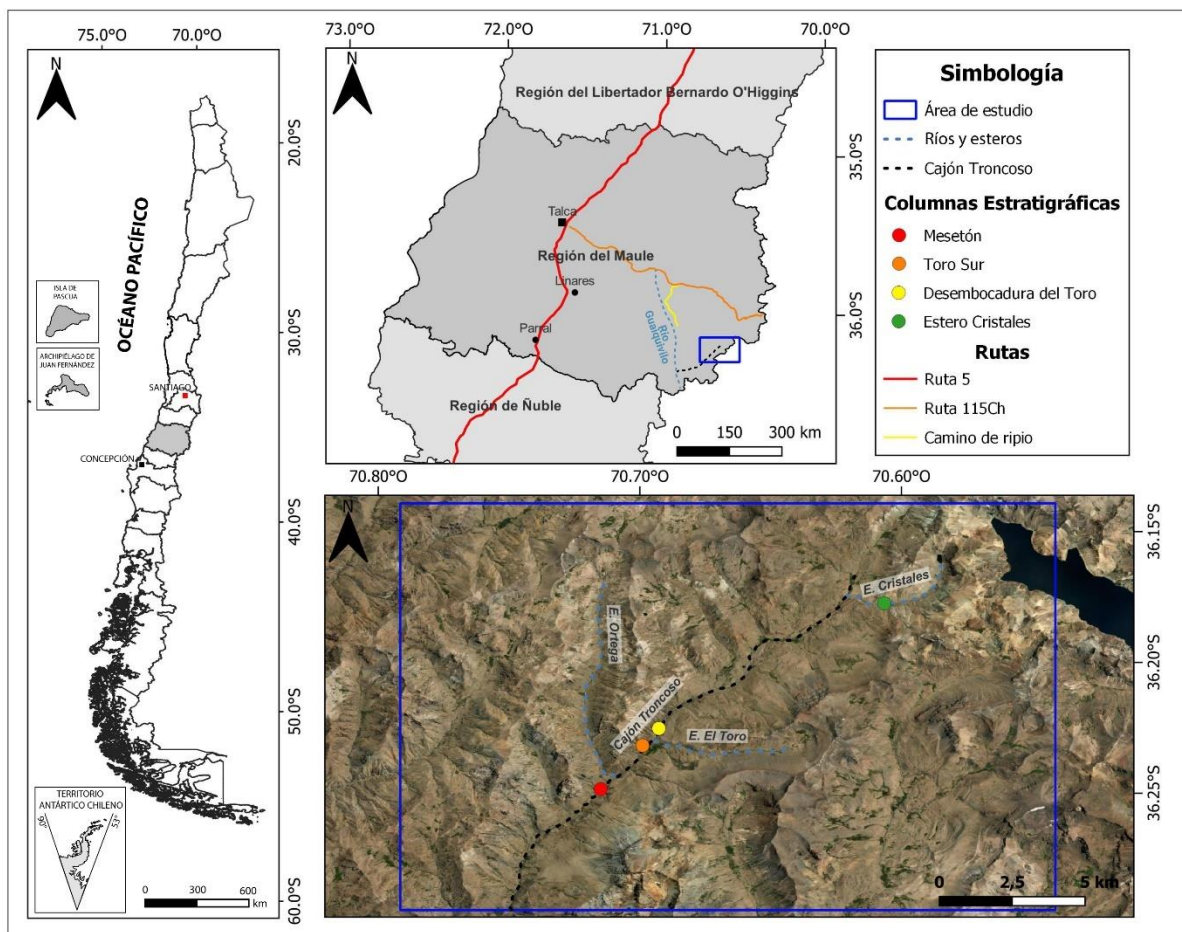 75.0°O
70.0°O
N
20.0°S
30.0°S
40.0°S
50.0°S
60.0°S
OCÉANO PACÍFICO
ISLA DE
PASCUA
ARCHIPIÉLAGO DE
JUAN FERNÁNDEZ
SANTIAGO
CONCEPCIÓN
TERRITORIO
ANTÁRTICO CHILENO
90°
53°
0
300
600
km
73.0°O
72.0°O
71.0°O
70.0°O
N
35.0°S
36.0°S
Región del Libertador Bernardo O'Higgins
Talca
Región del Maule
Linares
Parral
Río
Gualquivilo
Región de Ñuble
0
150
300 km
Simbología
Área de estudio
Ríos y esteros
Cajón Troncoso
Columnas Estratigráficas
Mesetón
Toro Sur
Desembocadura del Toro
Estero Cristales
Rutas
Ruta 5
Ruta 115Ch
Camino de ripio
70.80°O
70.70°O
70.60°O
N
36.15°S
36.20°S
36.25°S
E. Cristales
E. Ortega
Cajón Troncoso
E. El Toro
0
2,5
5 km